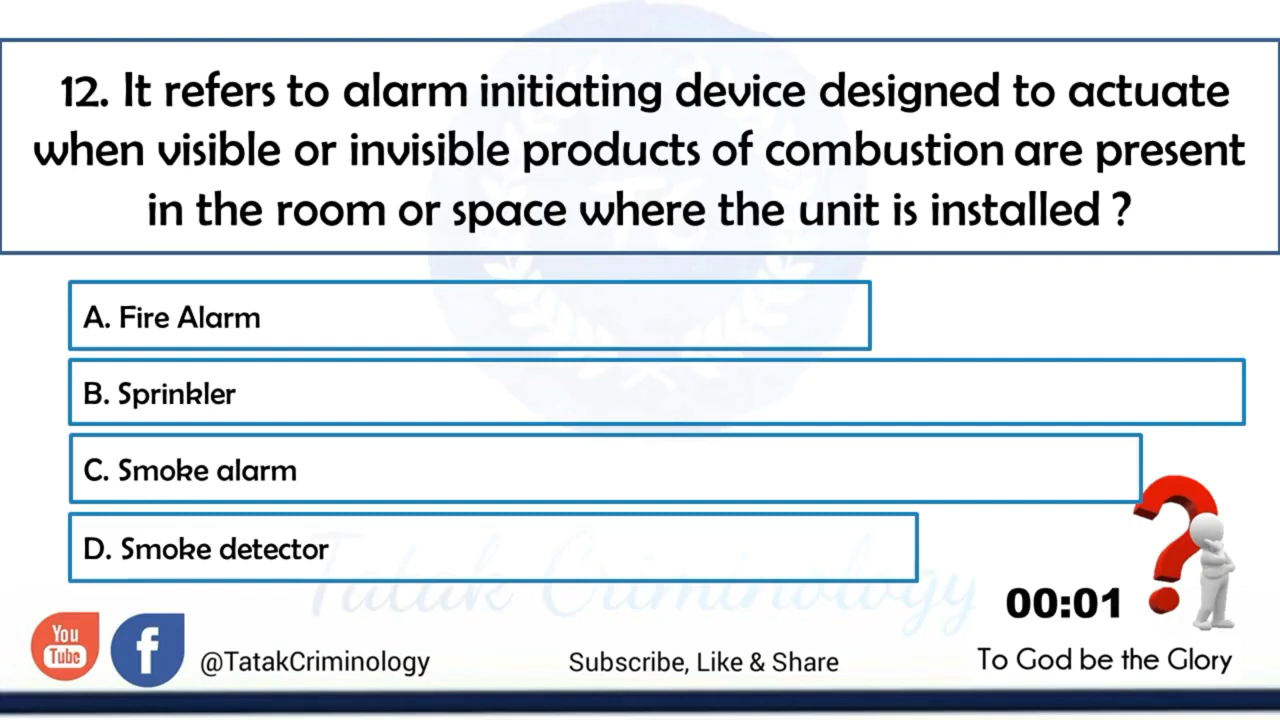 12. It refers to alarm initiating device designed to actuate
when visible or invisible products of combustion are present
in the room or space where the unit is installed ?
A. Fire Alarm
B. Sprinkler
C. Smoke alarm
D. Smoke detector
Tatak Criminology
00:01
You
Tube
f
@TatakCriminology
Subscribe, Like & Share
To God be the Glory